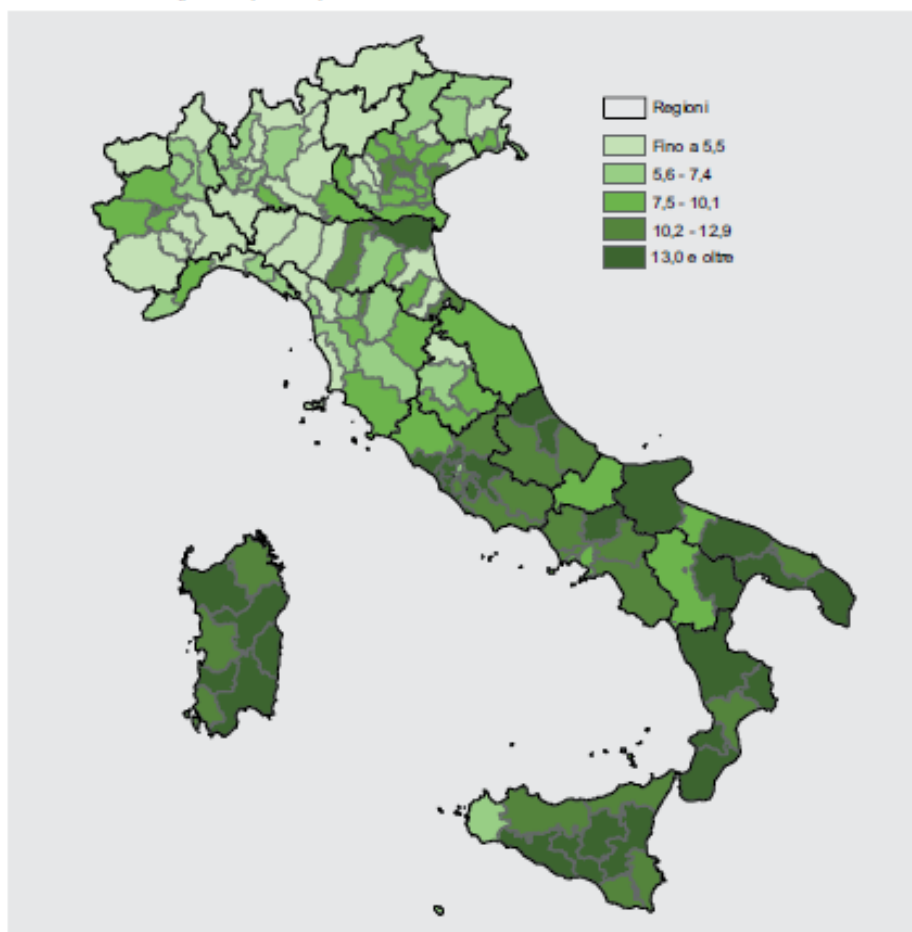 Regioni
Fino a 5,5
5,6 - 7,4
7,5 - 10,1
10,2 - 12,9
13,0 e oltre